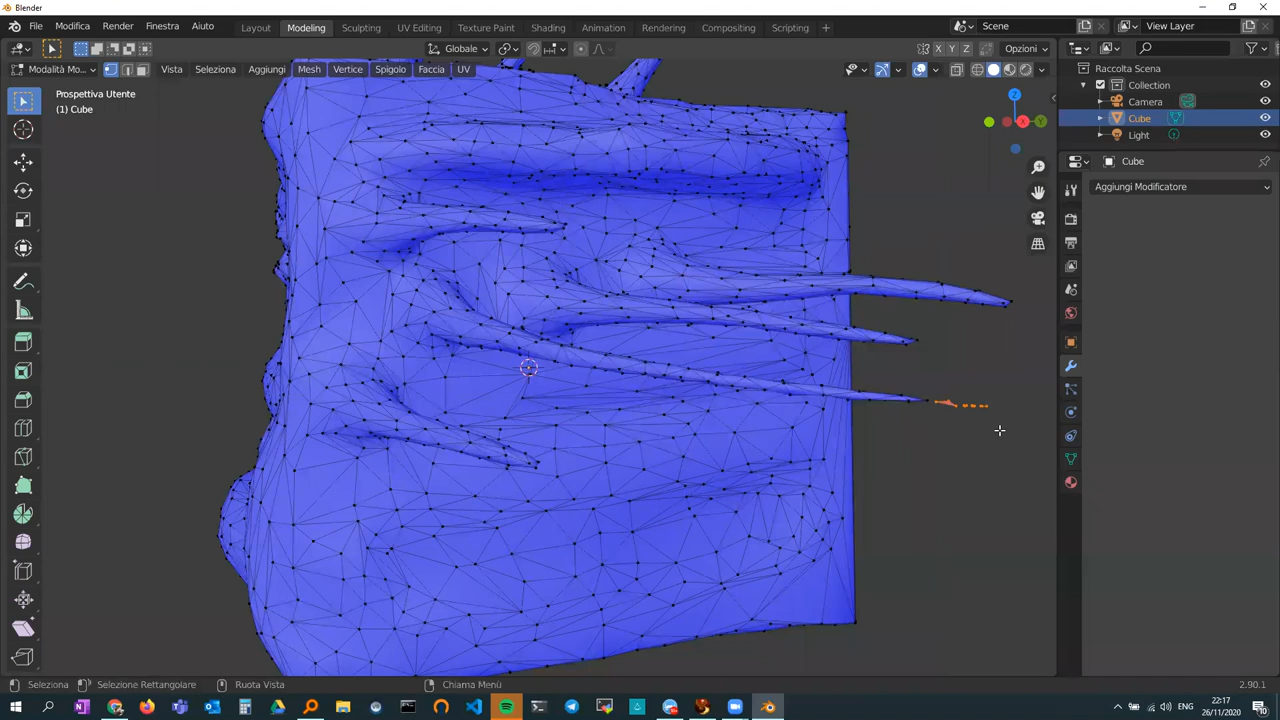 Blender
File Modifica Render Finestra Aiuto Layout Modeling Sculpting UV Editing Texture Paint Shading Animation Rendering Compositing Scripting + Scene View Layer
Globale X Y Z Opzioni
Modalità Mo... Vista Seleziona Aggiungi Mesh Vertice Spigolo Faccia UV
Raccolta Scena
Collection
Camera
Cube
Light
Prospettiva Utente
(1) Cube
Z
X
Y
Cube
Aggiungi Modificatore
Seleziona Selezione Rettangolare Ruota Vista Chiama Menù 2.90.1
22:17
26/11/2020